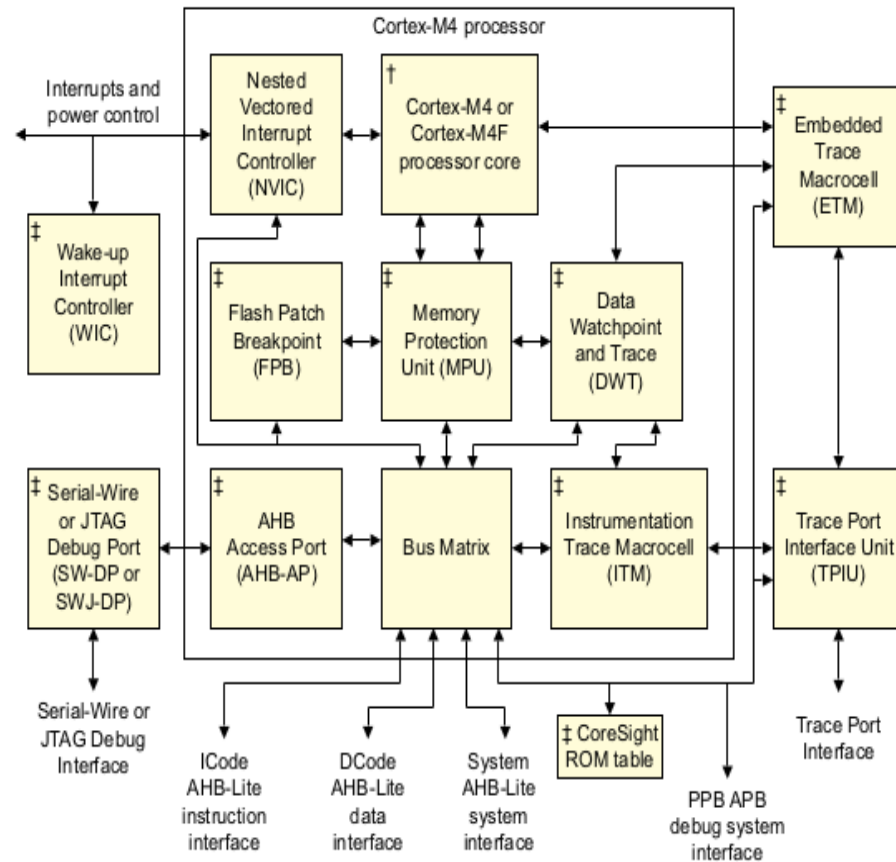 Cortex-M4 processor
Interrupts and
power control
Nested
Vectored
Interrupt
Controller
(NVIC)
†
Cortex-M4 or
Cortex-M4F
processor core
‡
Embedded
Trace
Macrocell
(ETM)
‡
Wake-up
Interrupt
Controller
(WIC)
‡
Flash Patch
Breakpoint
(FPB)
‡
Memory
Protection
Unit (MPU)
‡
Data
Watchpoint
and Trace
(DWT)
‡
Serial-Wire
or JTAG
Debug Port
(SW-DP or
SWJ-DP)
‡
AHB
Access Port
(AHB-AP)
Bus Matrix
‡
Instrumentation
Trace Macrocell
(ITM)
‡
Trace Port
Interface Unit
(TPIU)
Serial-Wire or
JTAG Debug
Interface
ICode
AHB-Lite
instruction
interface
DCode
AHB-Lite
data
interface
System
AHB-Lite
system
interface
‡ CoreSight
ROM table
PPB APB
debug system
interface
Trace Port
Interface